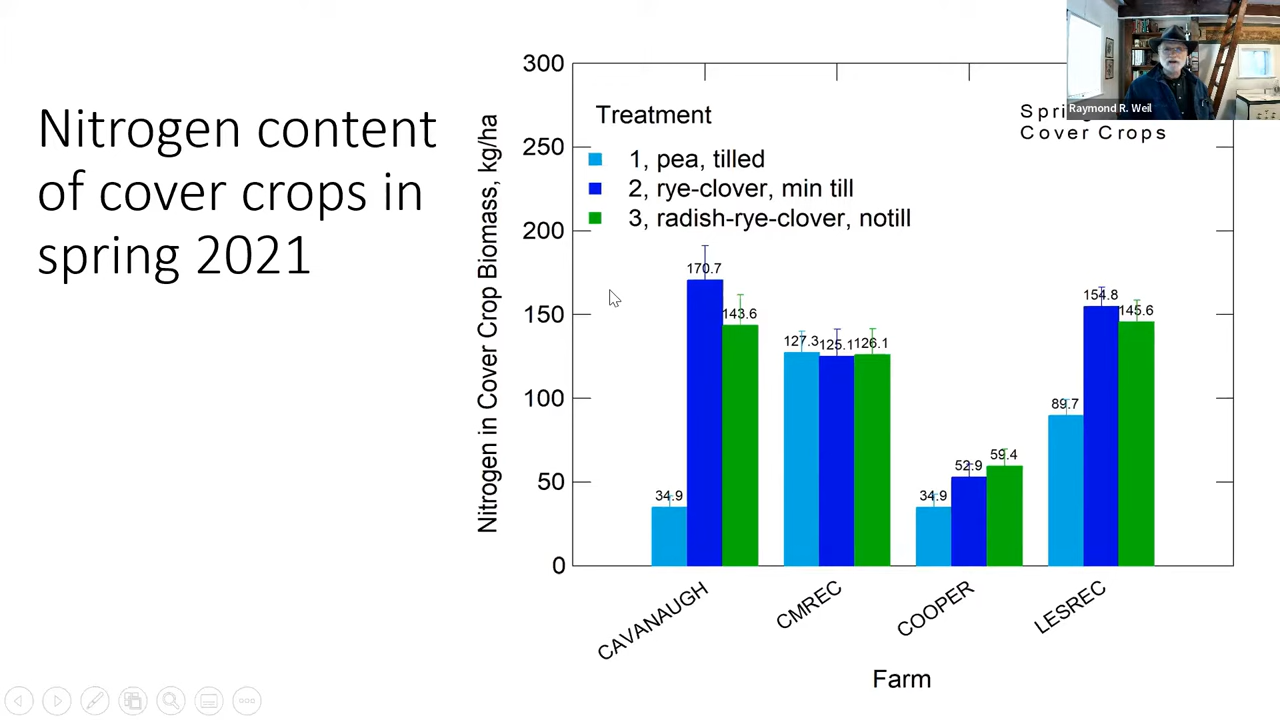 Nitrogen content
of cover crops in
spring 2021
300
250
200
150
100
50
0
Nitrogen in Cover Crop Biomass, kg/ha
Treatment
1, pea, tilled
2, rye-clover, min till
3, radish-rye-clover, notill
Cover Crops
Raymond R. Weil
34.9
170.7
143.6
127.3
125.1
126.1
34.9
52.9
59.4
89.7
154.8
145.6
CAVANAUGH
CMREC
COOPER
LESREC
Farm